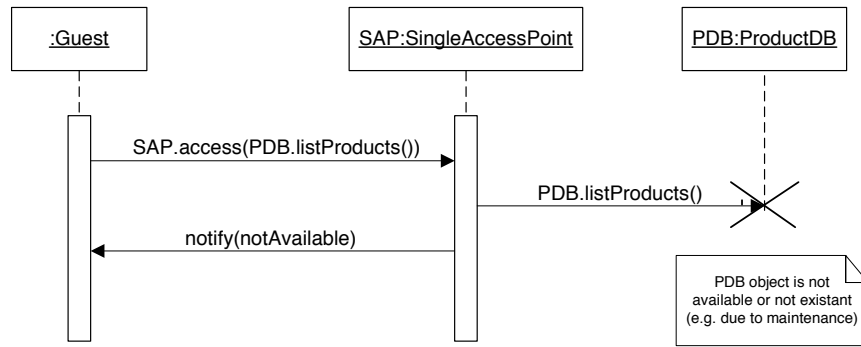 :Guest
SAP:SingleAccessPoint
PDB:ProductDB
SAP.access(PDB.listProducts())
PDB.listProducts()
notify(notAvailable)
PDB object is not
available or not existant
(e.g. due to maintenance)